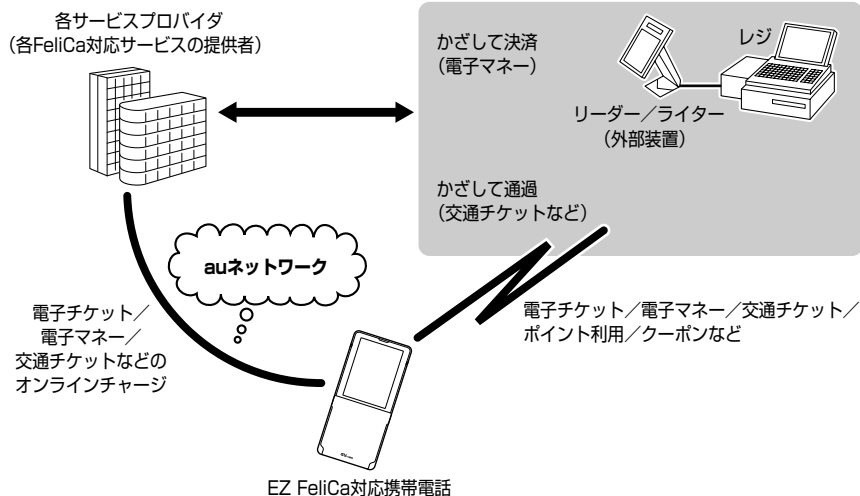 各サービスプロバイダ
（各FeliCa対応サービスの提供者）
かざして決済
（電子マネー）
レジ
リーダー／ライター
（外部装置）
かざして通過
（交通チケットなど）
auネットワーク
電子チケット／
電子マネー／
交通チケットなどの
オンラインチャージ
電子チケット／電子マネー／交通チケット／
ポイント利用／クーポンなど
EZ FeliCa対応携帯電話